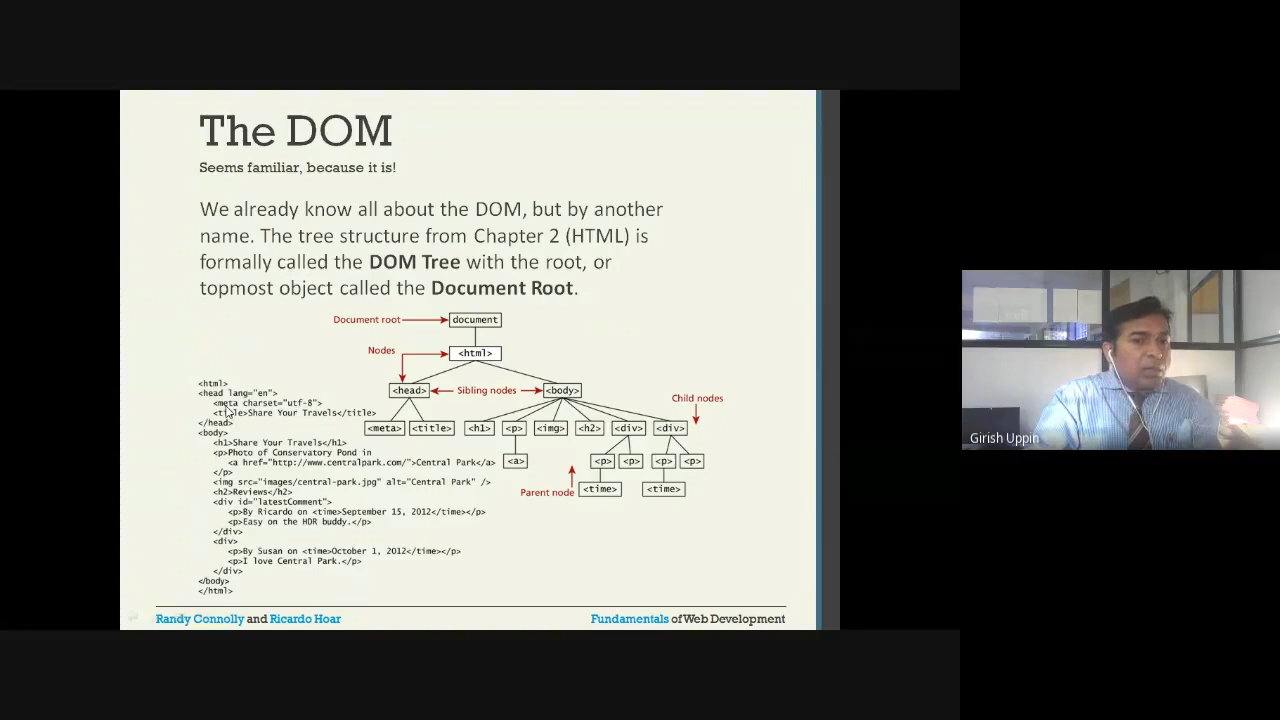 The DOM
Seems familiar, because it is!
We already know all about the DOM, but by another
name. The tree structure from Chapter 2 (HTML) is
formally called the DOM Tree with the root, or
topmost object called the Document Root.
Document root
document
Nodes
<html>
<head>
Sibling nodes
<body>
Child nodes
<meta> <title> <h1> <p> <img> <h2> <div> <div>
<a> <p> <p> <p> <p>
Parent node
<time> <time>
<html>
<head lang="en">
<meta charset="utf-8">
<title>Share Your Travels</title>
</head>
<body>
<h1>Share Your Travels</h1>
<p>Photo of Conservatory Pond in
<a href="http://www.centralpark.com/">Central Park</a>
</p>
<img src="images/central-park.jpg" alt="Central Park" />
<h2>Reviews</h2>
<div id="latestComment">
<p>By Ricardo on <time>September 15, 2012</time></p>
<p>Easy on the HDR buddy.</p>
</div>
<div>
<p>By Susan on <time>October 1, 2012</time></p>
<p>I love Central Park.</p>
</div>
</body>
</html>
Randy Connolly and Ricardo Hoar
Fundamentals of Web Development
Girish Uppin